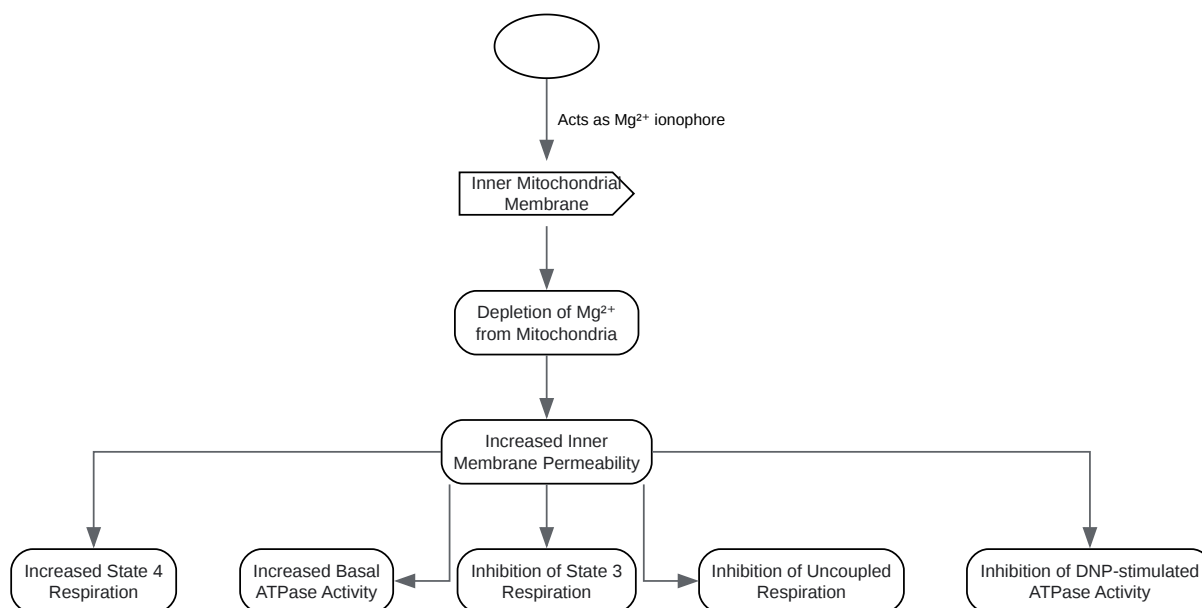 Acts as Mg²⁺ ionophore
Inner Mitochondrial
Membrane
Depletion of Mg²⁺
from Mitochondria
Increased Inner
Membrane Permeability
Increased State 4
Respiration
Increased Basal
ATPase Activity
Inhibition of State 3
Respiration
Inhibition of Uncoupled
Respiration
Inhibition of DNP-stimulated
ATPase Activity